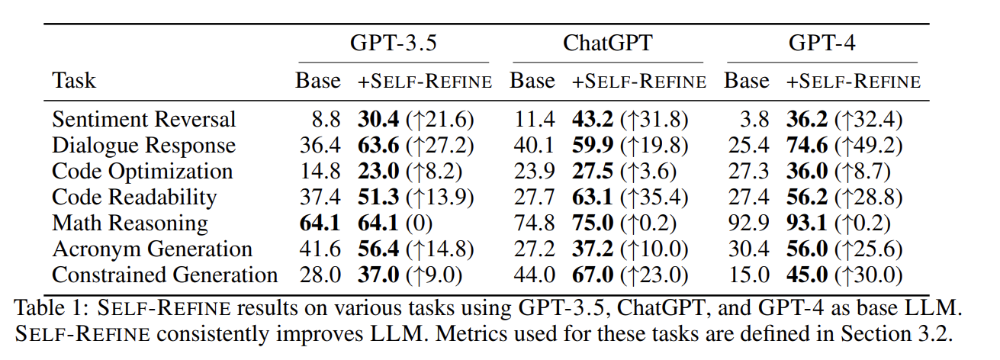 GPT-3.5 ChatGPT GPT-4
Task Base +SELF-REFINE Base +SELF-REFINE Base +SELF-REFINE
Sentiment Reversal 8.8 30.4 (↑21.6) 11.4 43.2 (↑31.8) 3.8 36.2 (↑32.4)
Dialogue Response 36.4 63.6 (↑27.2) 40.1 59.9 (↑19.8) 25.4 74.6 (↑49.2)
Code Optimization 14.8 23.0 (↑8.2) 23.9 27.5 (↑3.6) 27.3 36.0 (↑8.7)
Code Readability 37.4 51.3 (↑13.9) 27.7 63.1 (↑35.4) 27.4 56.2 (↑28.8)
Math Reasoning 64.1 64.1 (0) 74.8 75.0 (↑0.2) 92.9 93.1 (↑0.2)
Acronym Generation 41.6 56.4 (↑14.8) 27.2 37.2 (↑10.0) 30.4 56.0 (↑25.6)
Constrained Generation 28.0 37.0 (↑9.0) 44.0 67.0 (↑23.0) 15.0 45.0 (↑30.0)
Table 1: SELF-REFINE results on various tasks using GPT-3.5, ChatGPT, and GPT-4 as base LLM.
SELF-REFINE consistently improves LLM. Metrics used for these tasks are defined in Section 3.2.